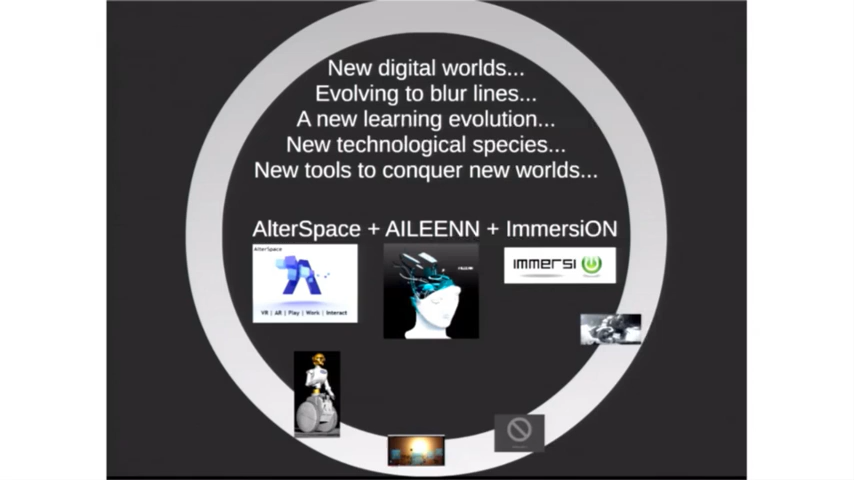 New digital worlds...
Evolving to blur lines...
A new learning evolution...
New technological species...
New tools to conquer new worlds...
AlterSpace + AILEENN + ImmersiON
AlterSpace
VR | AR | Play | Work | Interact
AILEENN
IMMERSI